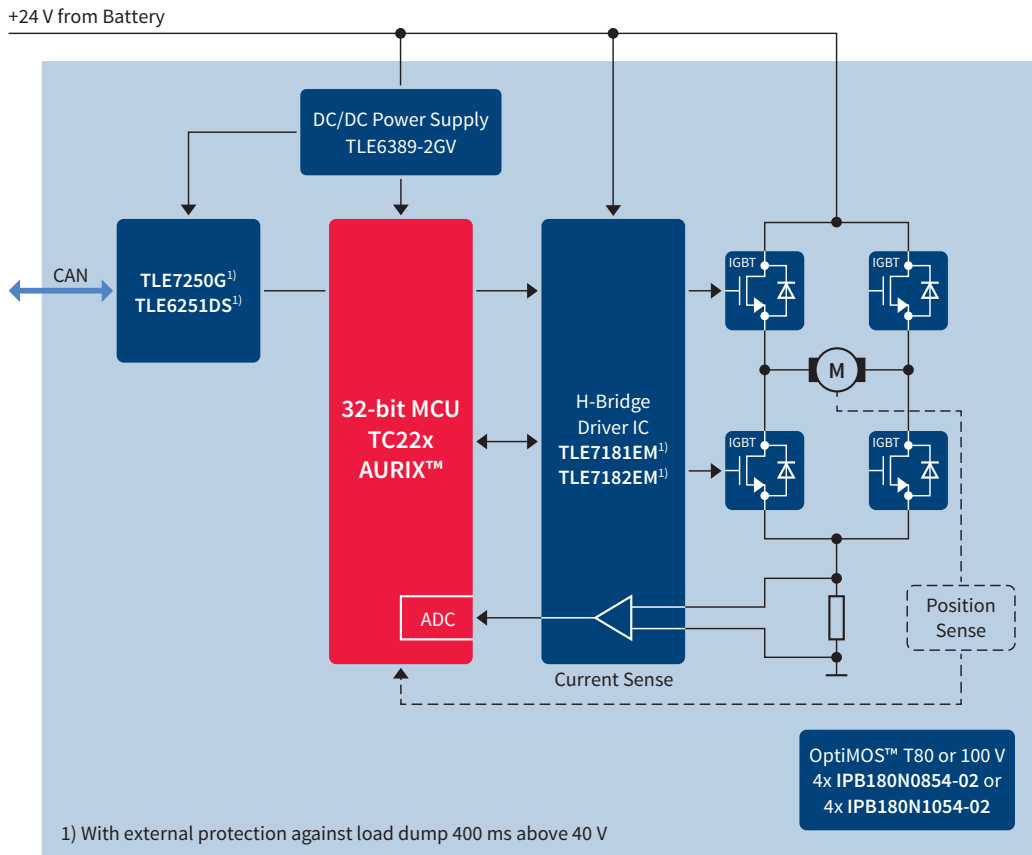 +24 V from Battery
DC/DC Power Supply
TLE6389-2GV
CAN
TLE7250G1)
TLE6251DS1)
32-bit MCU
TC22x
AURIX™
ADC
H-Bridge
Driver IC
TLE7181EM1)
TLE7182EM1)
Current Sense
IGBT
IGBT
M
IGBT
IGBT
Position
Sense
OptiMOS™ T80 or 100 V
4x IPB180N0854-02 or
4x IPB180N1054-02
1) With external protection against load dump 400 ms above 40 V